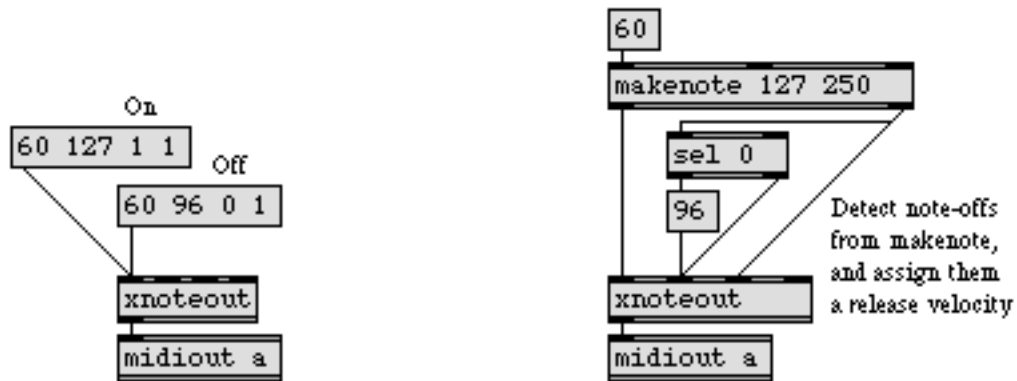 On
60 127 1 1
Off
60 96 0 1
xnoteout
midiout a
60
makenote 127 250
sel 0
96
Detect note-offs
from makenote,
and assign them
a release velocity
xnoteout
midiout a